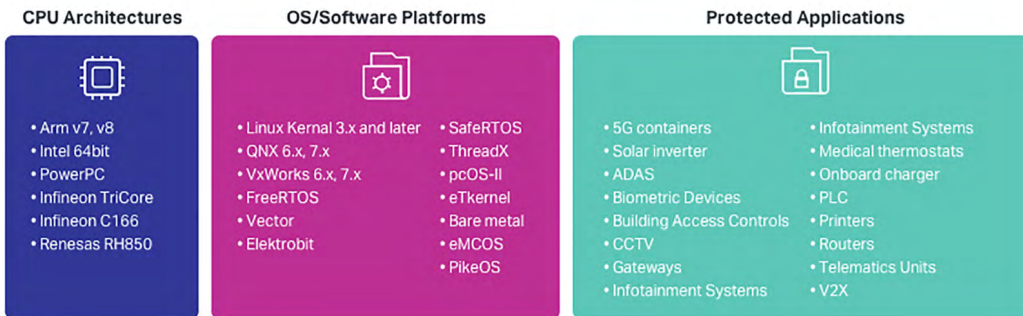 CPU Architectures
• Arm v7, v8
• Intel 64bit
• PowerPC
• Infineon TriCore
• Infineon C166
• Renesas RH850
OS/Software Platforms
• Linux Kernal 3.x and later
• QNX 6.x, 7.x
• VxWorks 6.x, 7.x
• FreeRTOS
• Vector
• Elektrobit
• SafeRTOS
• ThreadX
• pcOS-II
• eTkernel
• Bare metal
• eMCOS
• PikeOS
Protected Applications
• 5G containers
• Solar inverter
• ADAS
• Biometric Devices
• Building Access Controls
• CCTV
• Gateways
• Infotainment Systems
• Infotainment Systems
• Medical thermostats
• Onboard charger
• PLC
• Printers
• Routers
• Telematics Units
• V2X